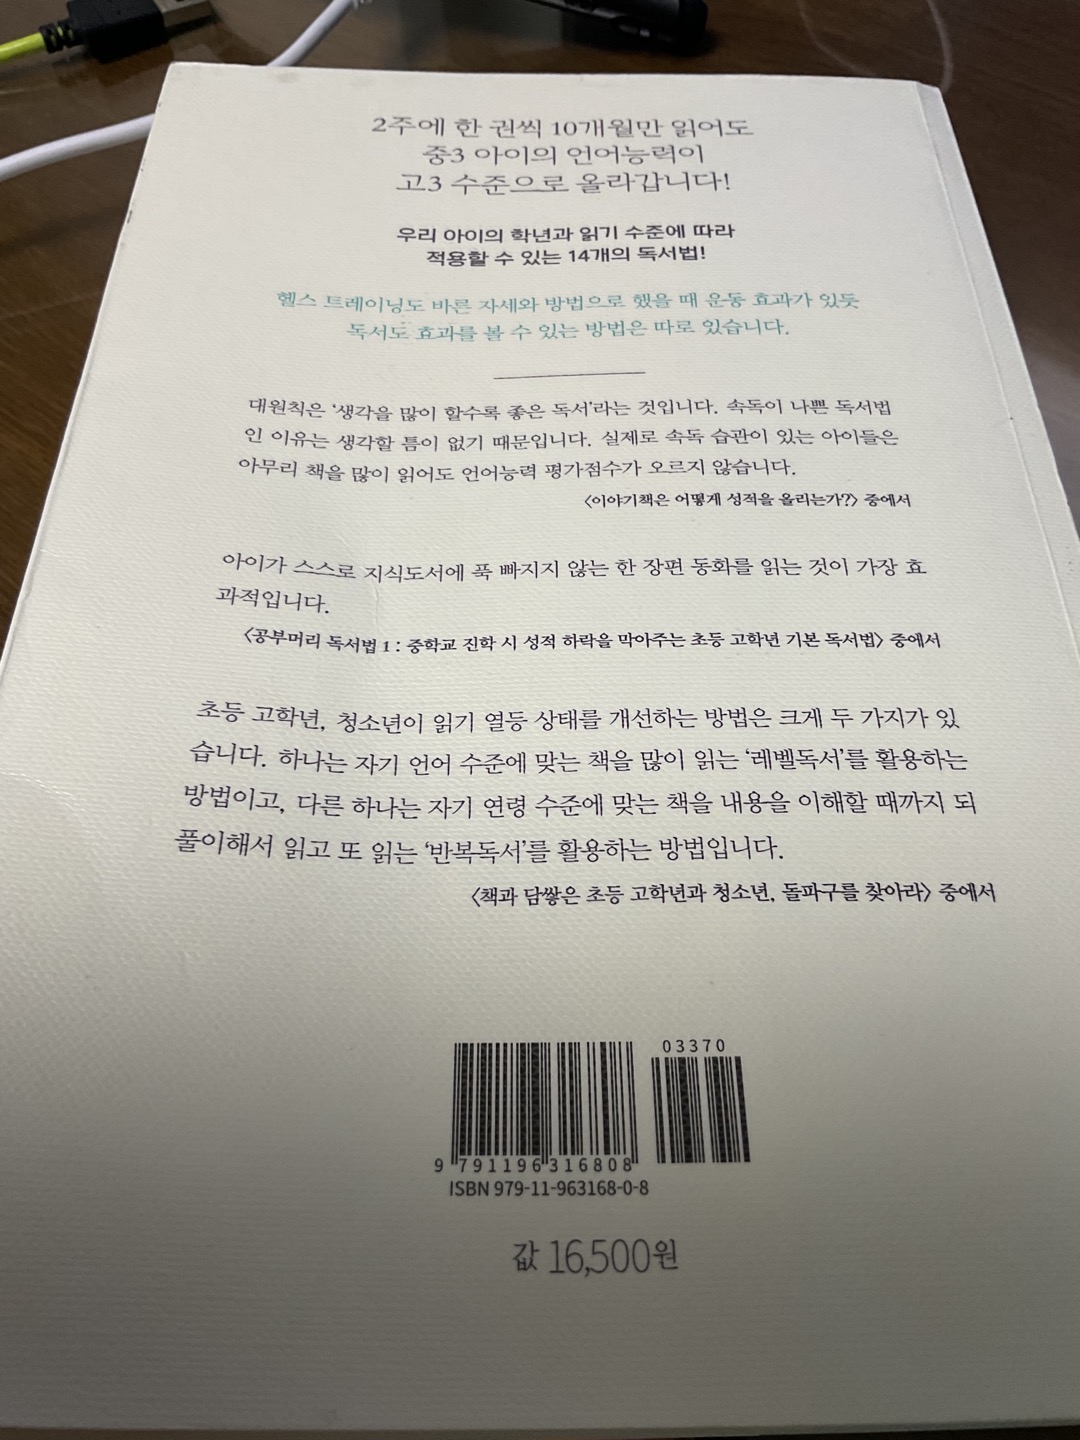 2주에 한 권씩 10개월만 읽어도
중3 아이의 언어능력이
고3 수준으로 올라갑니다!
우리 아이의 학년과 읽기 수준에 따라
적용할 수 있는 14개의 독서법!
헬스 트레이닝도 바른 자세와 방법으로 했을 때 운동 효과가 있듯
독서도 효과를 볼 수 있는 방법은 따로 있습니다.
대원칙은 ‘생각을 많이 할수록 좋은 독서’라는 것입니다. 속독이 나쁜 독서법
인 이유는 생각할 틈이 없기 때문입니다. 실제로 속독 습관이 있는 아이들은
아무리 책을 많이 읽어도 언어능력 평가점수가 오르지 않습니다.
〈이야기책은 어떻게 성적을 올리는가?〉 중에서
아이가 스스로 지식도서에 푹 빠지지 않는 한 장편 동화를 읽는 것이 가장 효
과적입니다.
〈공부머리 독서법 1 : 중학교 진학 시 성적 하락을 막아주는 초등 고학년 기본 독서법〉 중에서
초등 고학년, 청소년이 읽기 열등 상태를 개선하는 방법은 크게 두 가지가 있
습니다. 하나는 자기 언어 수준에 맞는 책을 많이 읽는 ‘레벨독서’를 활용하는
방법이고, 다른 하나는 자기 연령 수준에 맞는 책을 내용을 이해할 때까지 되
풀이해서 읽고 또 읽는 ‘반복독서’를 활용하는 방법입니다.
〈책과 담쌓은 초등 고학년과 청소년, 돌파구를 찾아라〉 중에서
03370
9 791196 316808
ISBN 979-11-963168-0-8
값 16,500원